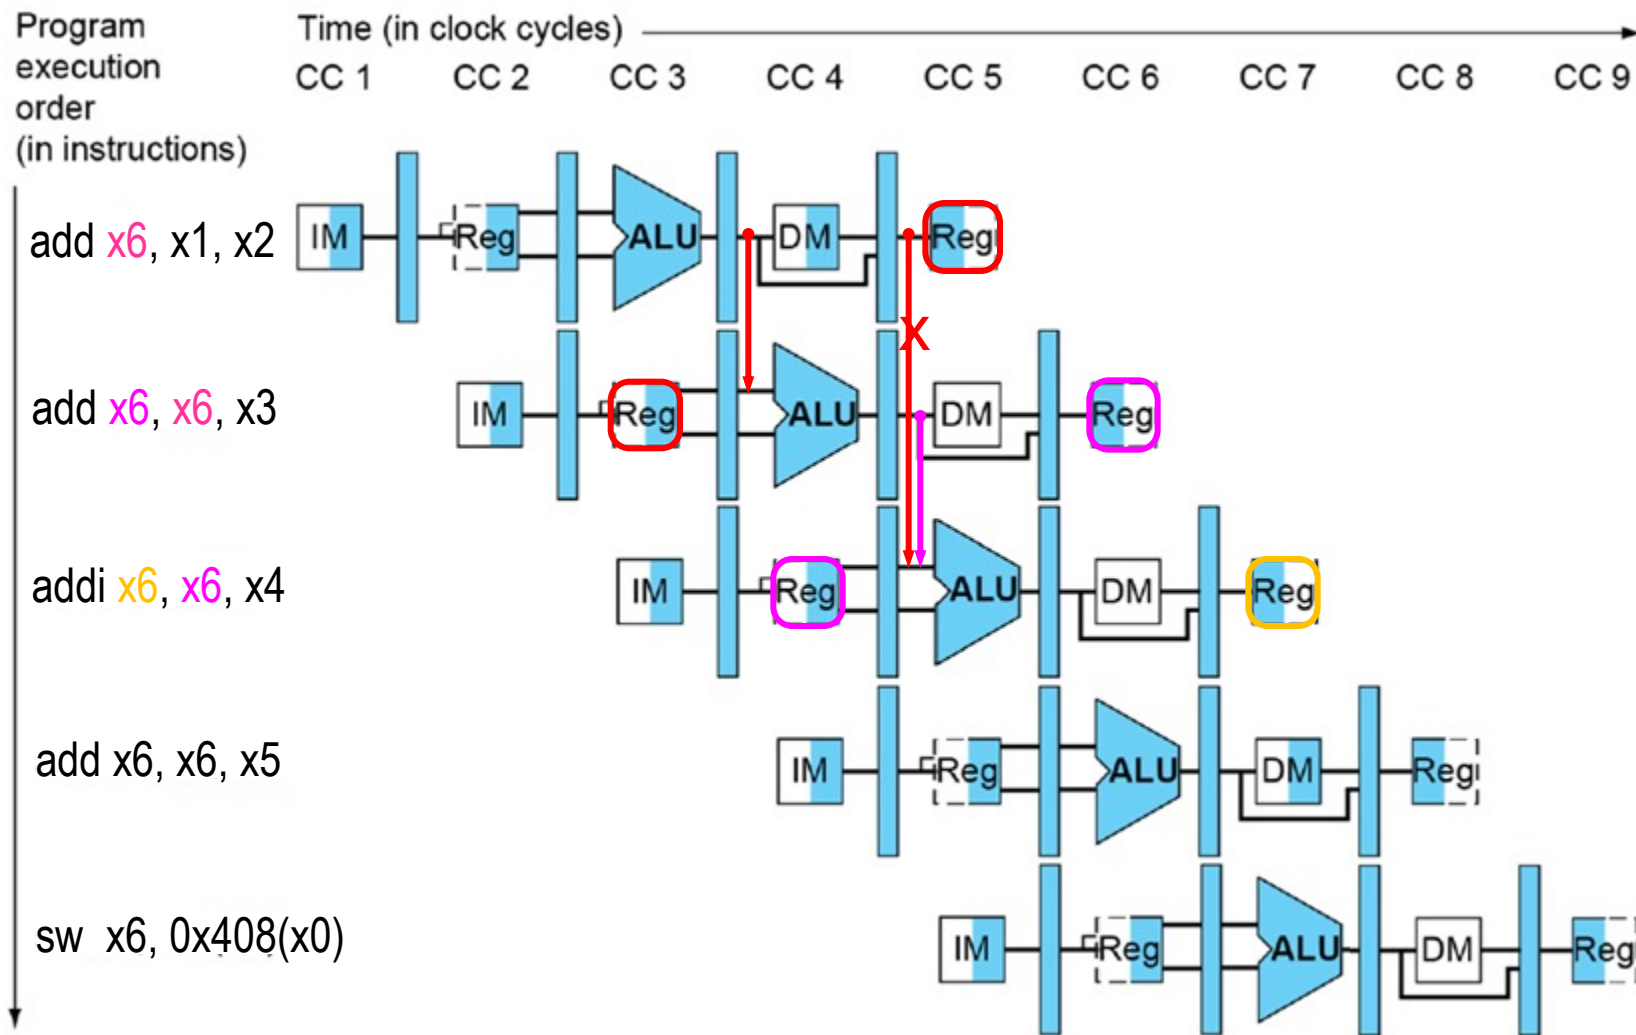 Program
execution
order
(in instructions)
Time (in clock cycles)
CC 1 CC 2 CC 3 CC 4 CC 5 CC 6 CC 7 CC 8 CC 9
add x6, x1, x2 IM Reg ALU DM Reg
X
add x6, x6, x3 IM Reg ALU DM Reg
addi x6, x6, x4 IM Reg ALU DM Reg
add x6, x6, x5 IM Reg ALU DM Reg
sw x6, 0x408(x0) IM Reg ALU DM Reg